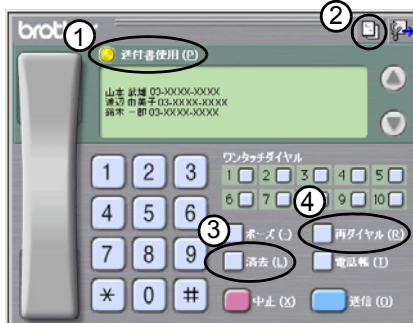 brother
①
②
送付書使用 (P)
山本 武雄 03-XXXX-XXXX
渡辺 由美子 03-XXXX-XXXX
鈴木 一郎 03-XXXX-XXXX
ワンタッチダイヤル
1 2 3 4 5
6 7 9 10
1 2 3
4 5 6
7 8 9
* 0 #
③
④
ポーズ (-)
再ダイヤル (R)
消去 (L)
電話帳 (T)
中止 (X)
送信 (O)